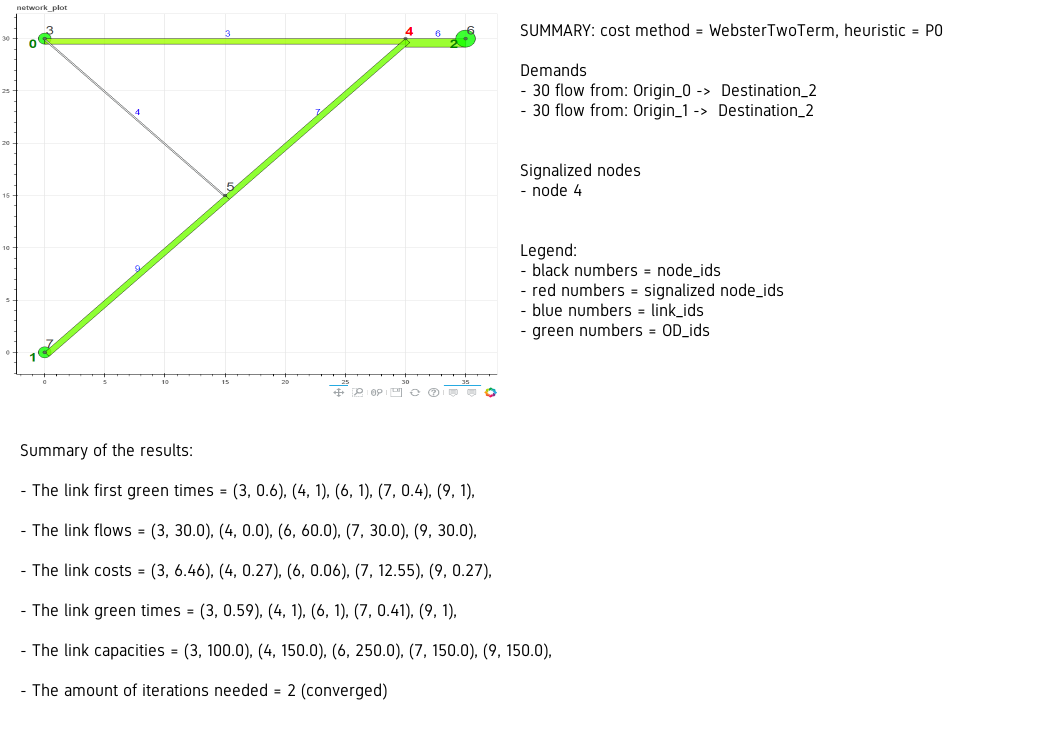 network_plot
SUMMARY: cost method = WebsterTwoTerm, heuristic = P0
Demands
- 30 flow from: Origin_0 -> Destination_2
- 30 flow from: Origin_1 -> Destination_2
Signalized nodes
- node 4
Legend:
- black numbers = node_ids
- red numbers = signalized node_ids
- blue numbers = link_ids
- green numbers = OD_ids
30
25
20
15
10
5
0
0 5 10 15 20 25 30 35
3
0
3
4
6
2
6
4
7
5
9
7
1
Summary of the results:
- The link first green times = (3, 0.6), (4, 1), (6, 1), (7, 0.4), (9, 1),
- The link flows = (3, 30.0), (4, 0.0), (6, 60.0), (7, 30.0), (9, 30.0),
- The link costs = (3, 6.46), (4, 0.27), (6, 0.06), (7, 12.55), (9, 0.27),
- The link green times = (3, 0.59), (4, 1), (6, 1), (7, 0.41), (9, 1),
- The link capacities = (3, 100.0), (4, 150.0), (6, 250.0), (7, 150.0), (9, 150.0),
- The amount of iterations needed = 2 (converged)